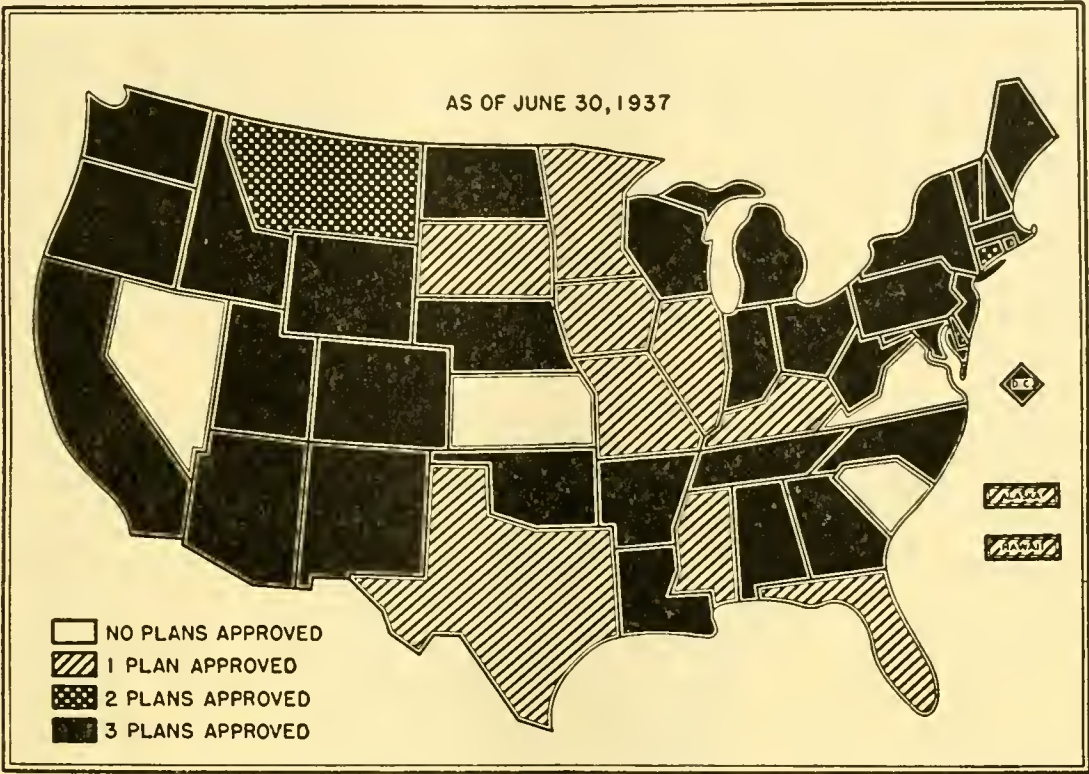 AS OF JUNE 30, 1937
D C
NO PLANS APPROVED
1 PLAN APPROVED
2 PLANS APPROVED
3 PLANS APPROVED